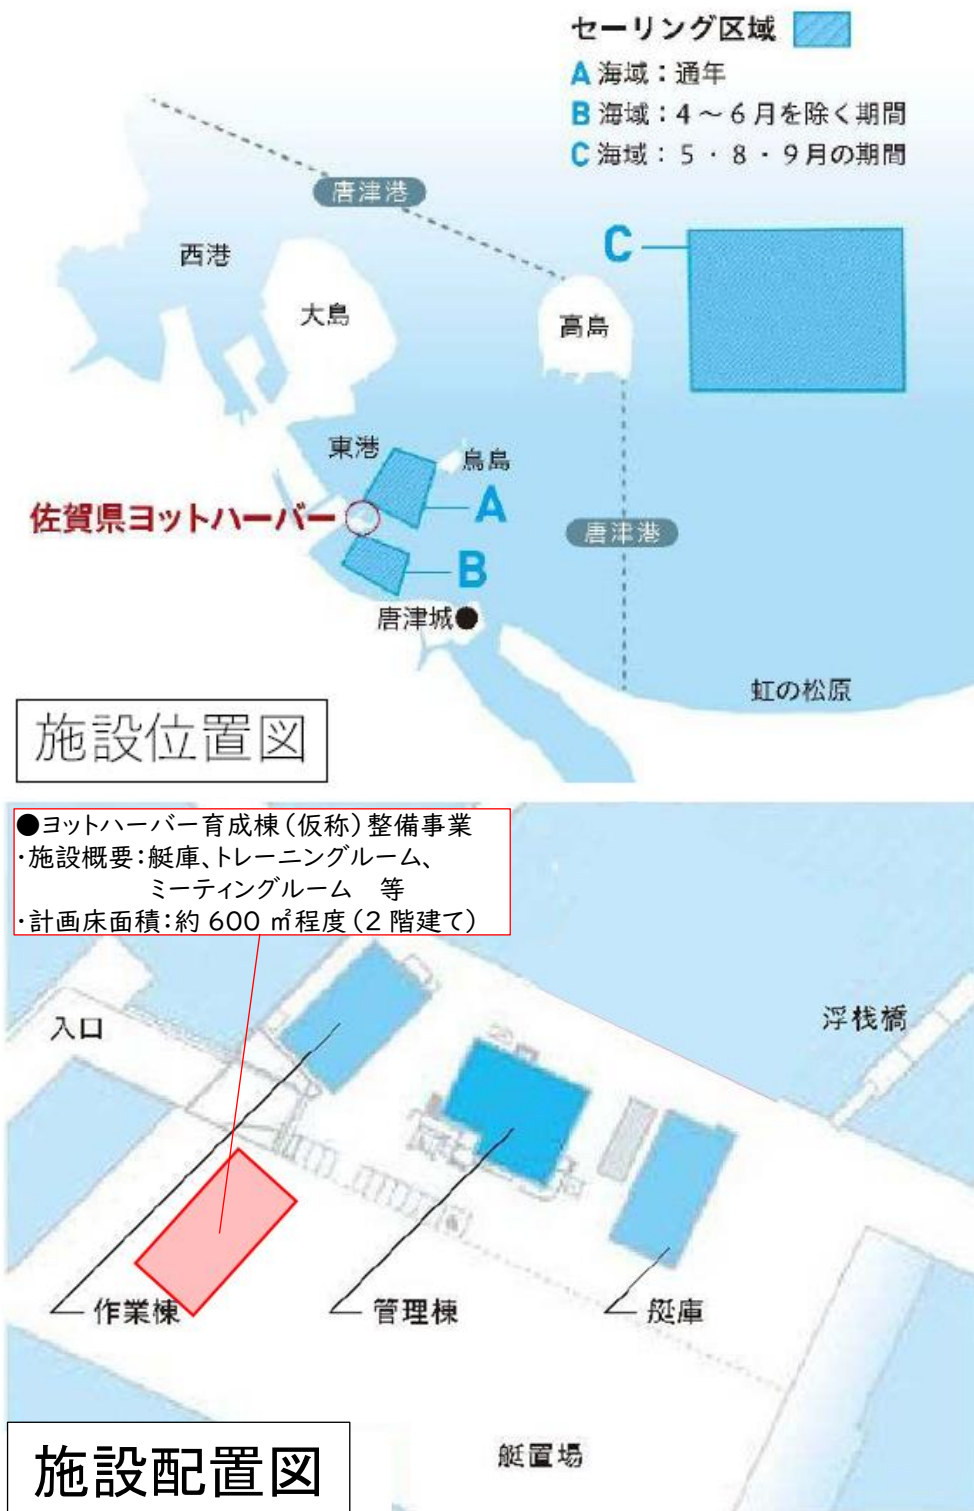 セーリング区域
A 海域：通年
B 海域：4～6月を除く期間
C 海域：5・8・9月の期間
唐津港
西港
大島
高島
C
東港
鳥島
A
佐賀県ヨットハーバー
唐津港
B
唐津城●
虹の松原
施設位置図
●ヨットハーバー育成棟（仮称）整備事業
・施設概要：艇庫、トレーニングルーム、
ミーティングルーム　等
・計画床面積：約 600 ㎡程度（2 階建て）
入口
浮桟橋
作業棟
管理棟
艇庫
艇置場
施設配置図